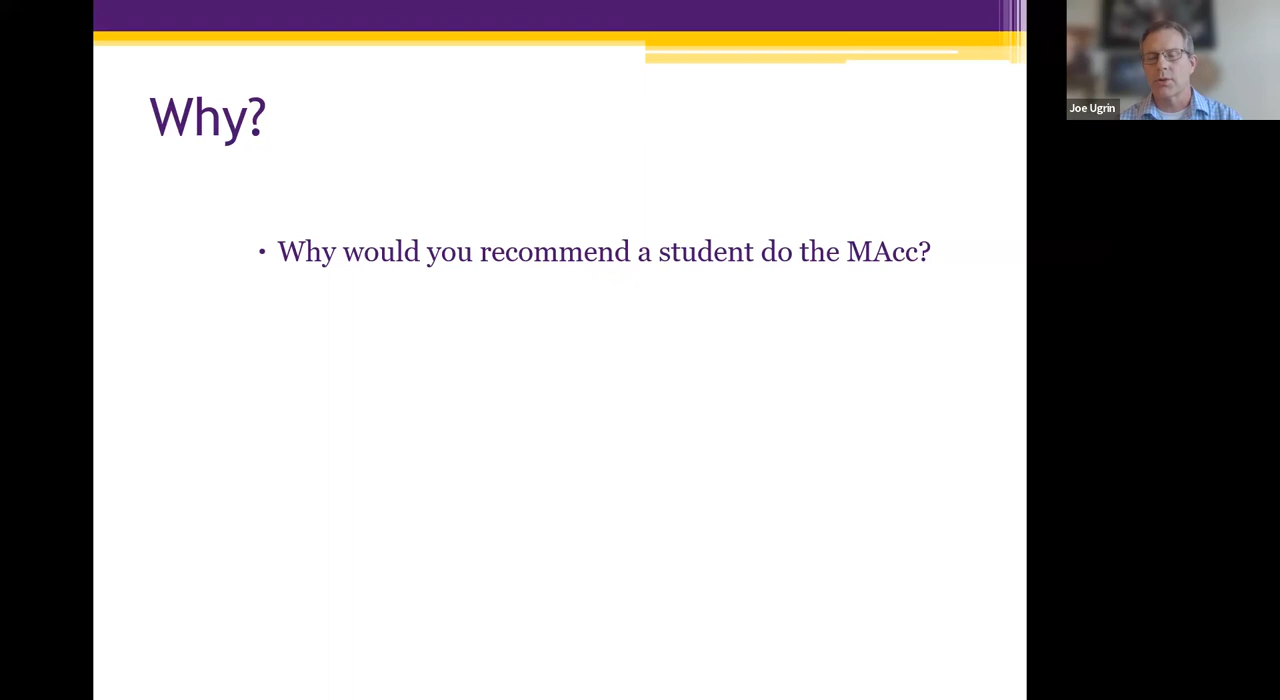 Why?
• Why would you recommend a student do the MAcc?
Joe Ugrin